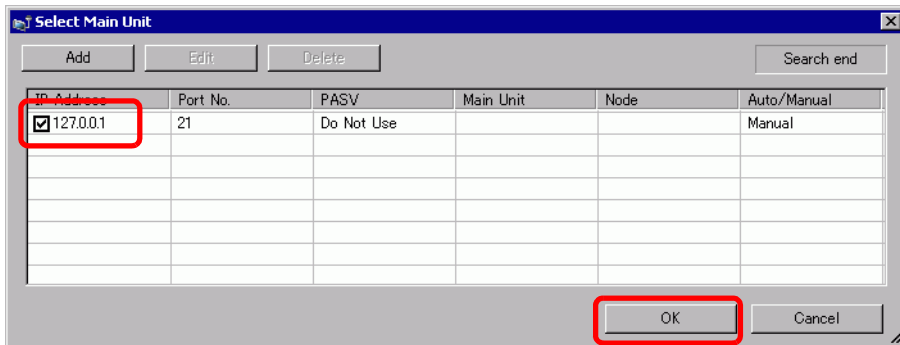 Select Main Unit
Add Edit Delete Search end
IP Address Port No. PASV Main Unit Node Auto/Manual
127.0.0.1 21 Do Not Use Manual
OK Cancel